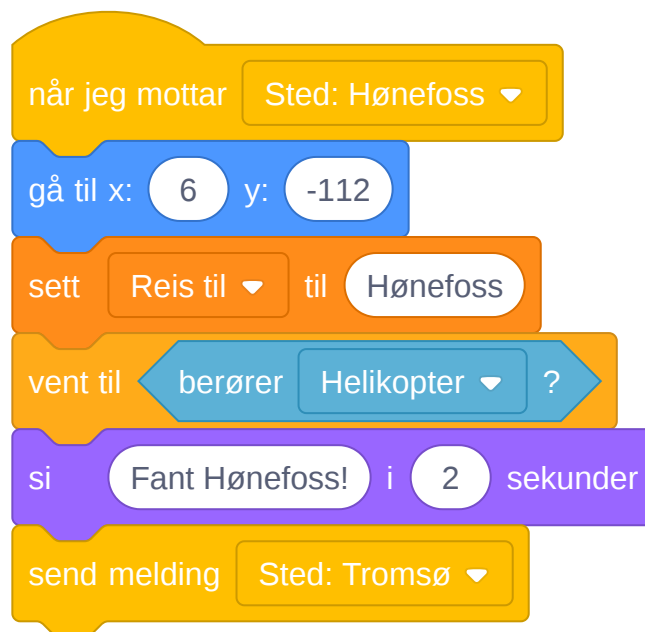 når jeg mottar Sted: Hønefoss
gå til x: 6 y: -112
sett Reis til til Hønefoss
vent til berører Helikopter ?
si Fant Hønefoss! i 2 sekunder
send melding Sted: Tromsø